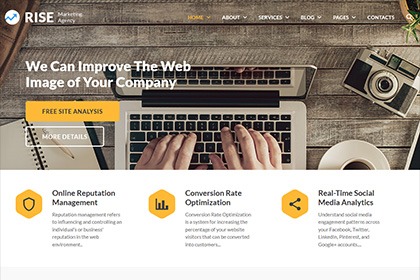 RISE Marketing
Agency
HOME ABOUT SERVICES BLOG PAGES CONTACTS
We Can Improve The Web
Image of Your Company
FREE SITE ANALYSIS
MORE DETAILS
Online Reputation
Management
Reputation management refers
to influencing and controlling an
individual's or business'
reputation in the web
environment...
Conversion Rate
Optimization
Conversion Rate Optimization
is a system for increasing the
percentage of your website
visitors that can be converted
into customers...
Real-Time Social
Media Analytics
Understand social media
engagement patterns across
your Facebook, Twitter,
LinkedIn, Pinterest, and
Google+ accounts....